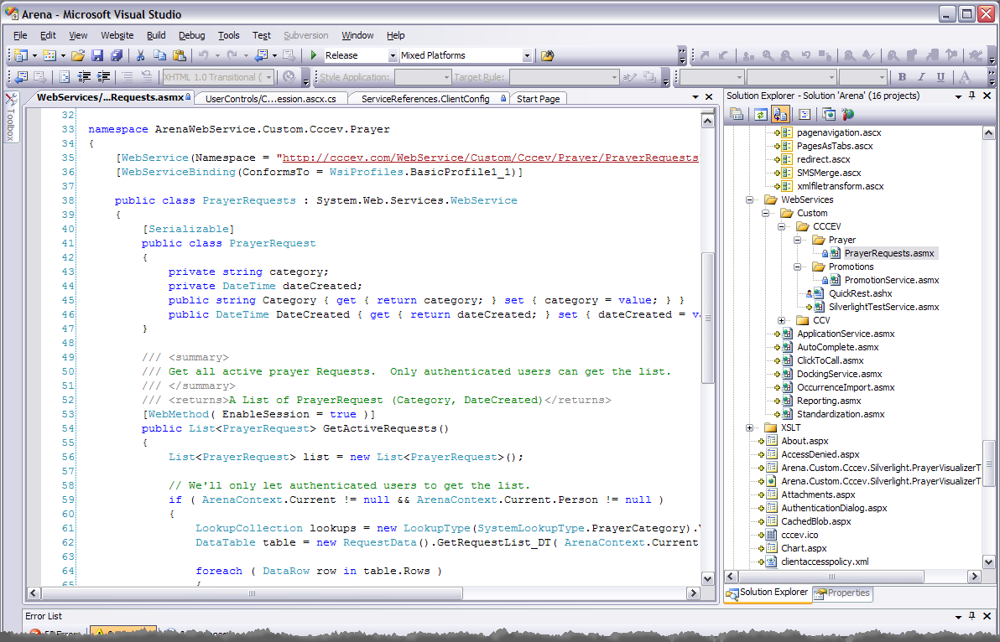 Arena - Microsoft Visual Studio
File Edit View Website Build Debug Tools Test Subversion Window Help
Release Mixed Platforms
XHTML 1.0 Transitional ( Style Application: Target Rule: B I U A
WebServices/...Requests.asmx UserControls/C...ession.ascx.cs ServiceReferences.ClientConfig Start Page
Toolbox
32
33 namespace ArenaWebService.Custom.Cccev.Prayer
34 {
35 [WebService(Namespace = "http://cccev.com/WebService/Custom/Cccev/Prayer/PrayerRequests"
36 [WebServiceBinding(ConformsTo = WsiProfiles.BasicProfile1_1)]
37
38 public class PrayerRequests : System.Web.Services.WebService
39 {
40 [Serializable]
41 public class PrayerRequest
42 {
43 private string category;
44 private DateTime dateCreated;
45 public string Category { get { return category; } set { category = value; } }
46 public DateTime DateCreated { get { return dateCreated; } set { dateCreated = va
47 }
48
49 /// <summary>
50 /// Get all active prayer Requests.  Only authenticated users can get the list.
51 /// </summary>
52 /// <returns>A List of PrayerRequest (Category, DateCreated)</returns>
53 [WebMethod( EnableSession = true )]
54 public List<PrayerRequest> GetActiveRequests()
55 {
56 List<PrayerRequest> list = new List<PrayerRequest>();
57
58 // We'll only let authenticated users to get the list.
59 if ( ArenaContext.Current != null && ArenaContext.Current.Person != null )
60 {
61 LookupCollection lookups = new LookupType(SystemLookupType.PrayerCategory).
62 DataTable table = new RequestData().GetRequestList_DT( ArenaContext.Current
63
64 foreach ( DataRow row in table.Rows )
65 {
Solution Explorer - Solution 'Arena' (16 projects)
pagenavigation.ascx
PagesAsTabs.ascx
redirect.ascx
SMSMerge.ascx
xmlfiletransform.ascx
WebServices
Custom
CCCEV
Prayer
PrayerRequests.asmx
Promotions
PromotionService.asmx
QuickRest.ashx
SilverlightTestService.asmx
CCV
ApplicationService.asmx
AutoComplete.asmx
ClickToCall.asmx
DockingService.asmx
OccurrenceImport.asmx
Reporting.asmx
Standardization.asmx
XSLT
About.aspx
AccessDenied.aspx
Arena.Custom.Cccev.Silverlight.PrayerVisualizerT
Arena.Custom.Cccev.Silverlight.PrayerVisualizerT
Attachments.aspx
AuthenticationDialog.aspx
CachedBlob.aspx
cccev.ico
Chart.aspx
clientaccesspolicy.xml
Solution Explorer Properties
Error List